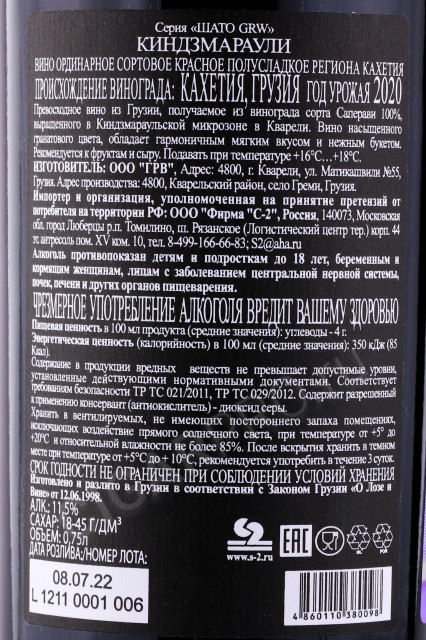 Серия «ШАТО GRW»
КИНДЗМАРАУЛИ
ВИНО ОРДИНАРНОЕ СОРТОВОЕ КРАСНОЕ ПОЛУСЛАДКОЕ РЕГИОНА КАХЕТИЯ
ПРОИСХОЖДЕНИЕ ВИНОГРАДА: КАХЕТИЯ, ГРУЗИЯ ГОД УРОЖАЯ 2020
Превосходное вино из Грузии, получаемое из винограда сорта Саперави 100%,
выращенного в Киндзмараульской микрозоне в Кварели. Вино насыщенного
гранатового цвета, обладает гармоничным мягким вкусом и нежным букетом.
Рекомендуется к фруктам и сыру. Подавать при температуре +16°С...+18°С.
ИЗГОТОВИТЕЛЬ: ООО "ГРВ", Адрес: 4800, г. Кварели, ул. Матикашвили №55,
Грузия. Адрес производства: 4800, Кварельский район, село Греми, Грузия.
Импортер и организация, уполномоченная на принятие претензий от
потребителя на территории РФ: ООО "Фирма "С-2", Россия, 140073, Московская
обл, город Люберцы р.п. Томилино, ш. Рязанское (Логистический центр тер.) корп. 44
эт. антресоль пом. XV ком. 10, тел. 8-499-166-66-83; S2@aha.ru
Алкоголь противопоказан детям и подросткам до 18 лет, беременным и
кормящим женщинам, лицам с заболеванием центральной нервной системы,
почек, печени и других органов пищеварения.
ЧРЕЗМЕРНОЕ УПОТРЕБЛЕНИЕ АЛКОГОЛЯ ВРЕДИТ ВАШЕМУ ЗДОРОВЬЮ
Пищевая ценность в 100 мл продукта (средние значения): углеводы - 4 г.
Энергетическая ценность (калорийность) в 100 мл (средние значения): 350 кДж (85
Ккал).
Содержание в продукции вредных веществ не превышает допустимые уровни,
установленные действующими нормативными документами. Соответствует
требованиям безопасности ТР ТС 021/2011, ТР ТС 029/2012. Содержит разрешенный
к применению консервант (антиокислитель) - диоксид серы.
Хранить в вентилируемых, не имеющих постороннего запаха помещениях,
исключающих воздействие прямого солнечного света, при температуре от +5° до
+20°С и относительной влажности не более 85%. После вскрытия хранить в темном
месте при температуре от +5°С до + 10°С, рекомендуется употребить в течение 3 суток.
СРОК ГОДНОСТИ НЕ ОГРАНИЧЕН ПРИ СОБЛЮДЕНИИ УСЛОВИЙ ХРАНЕНИЯ
Изготовлено и разлито в Грузии в соответствии с Законом Грузии «О Лозе и
Вине» от 12.06.1998.
АЛК: 11,5%
САХАР: 18-45 Г/ДМ³
ОБЪЕМ: 0,75л
ДАТА РОЗЛИВА/НОМЕР ЛОТА:
08.07.22
L 1211 0001 006
www.s-2.ru
EAC
4 860110 380098